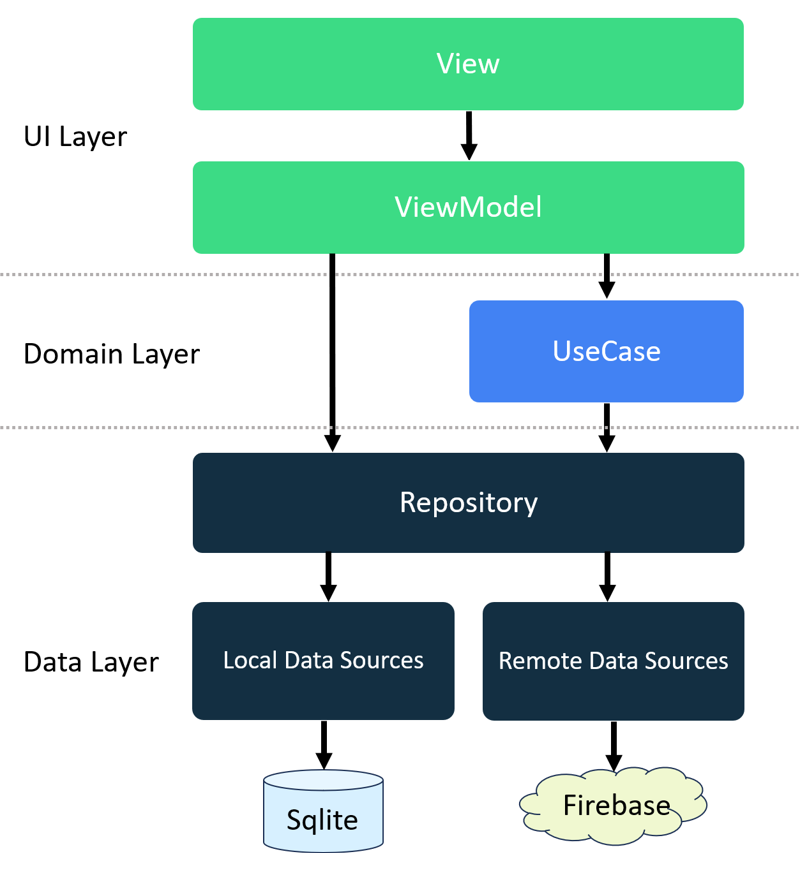 View
UI Layer
ViewModel
Domain Layer
UseCase
Repository
Data Layer
Local Data Sources
Remote Data Sources
Sqlite
Firebase